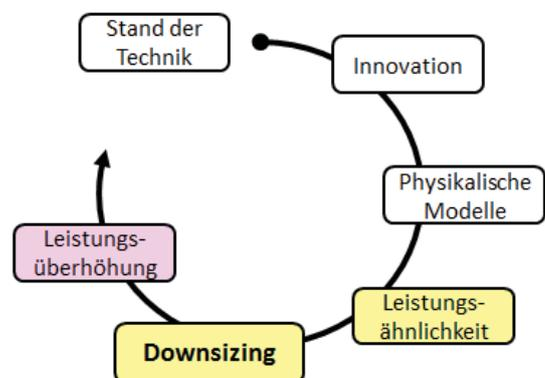 Stand der
Technik
Innovation
Physikalische
Modelle
Leistungs-
ähnlichkeit
Downsizing
Leistungs-
überhöhung